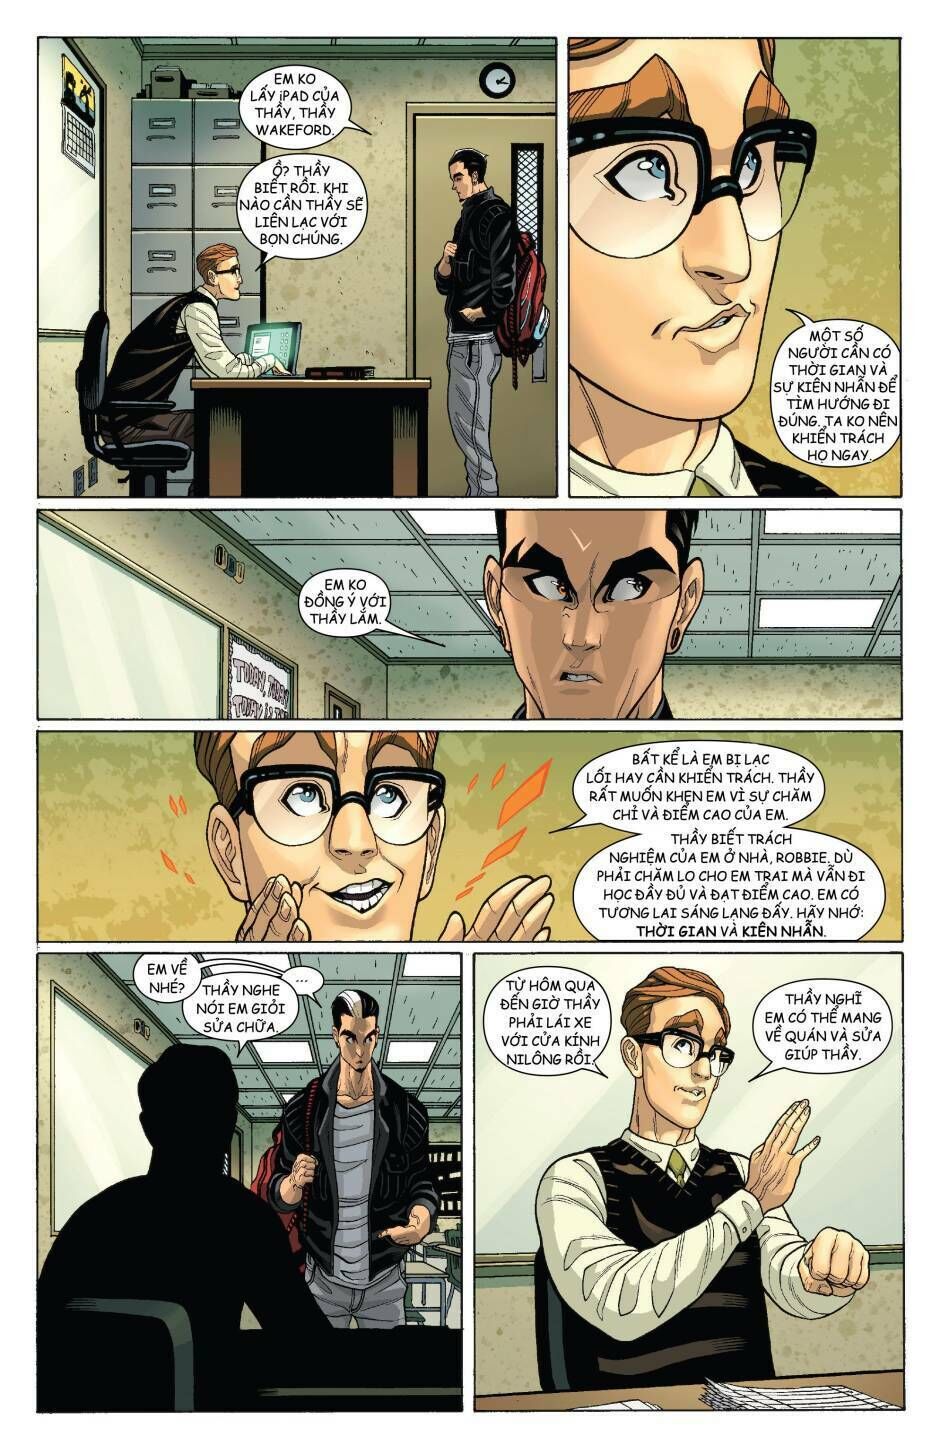 EM KO
LẤY iPAD CỦA
THẦY, THẦY
WAKEFORD.
Ồ? THẦY
BIẾT RỒI. KHI
NÀO CẦN THẦY SẼ
LIÊN LẠC VỚI
BỌN CHÚNG.
MỘT SỐ
NGƯỜI CẦN CÓ
THỜI GIAN VÀ
SỰ KIÊN NHẪN ĐỂ
TÌM HƯỚNG ĐI
ĐÚNG. TA KO NÊN
KHIỂN TRÁCH
HỌ NGAY.
EM KO
ĐỒNG Ý VỚI
THẦY LẮM.
TODAY, TODAY
TODAY IS THE
BẤT KỂ LÀ EM BỊ LẠC
LỐI HAY CẦN KHIỂN TRÁCH. THẦY
RẤT MUỐN KHEN EM VÌ SỰ CHĂM
CHỈ VÀ ĐIỂM CAO CỦA EM.
THẦY BIẾT TRÁCH
NGHIỆM CỦA EM Ở NHÀ, ROBBIE. DÙ
PHẢI CHĂM LO CHO EM TRAI MÀ VẪN ĐI
HỌC ĐẦY ĐỦ VÀ ĐẠT ĐIỂM CAO. EM CÓ
TƯƠNG LAI SÁNG LẠNG ĐẤY. HÃY NHỚ:
THỜI GIAN VÀ KIÊN NHẪN.
EM VỀ
NHÉ?
THẦY NGHE
NÓI EM GIỎI
SỬA CHỮA.
...
TỪ HÔM QUA
ĐẾN GIỜ THẦY
PHẢI LÁI XE
VỚI CỬA KÍNH
NILÔNG RỒI.
THẦY NGHĨ
EM CÓ THỂ MANG
VỀ QUÁN VÀ SỬA
GIÚP THẦY.